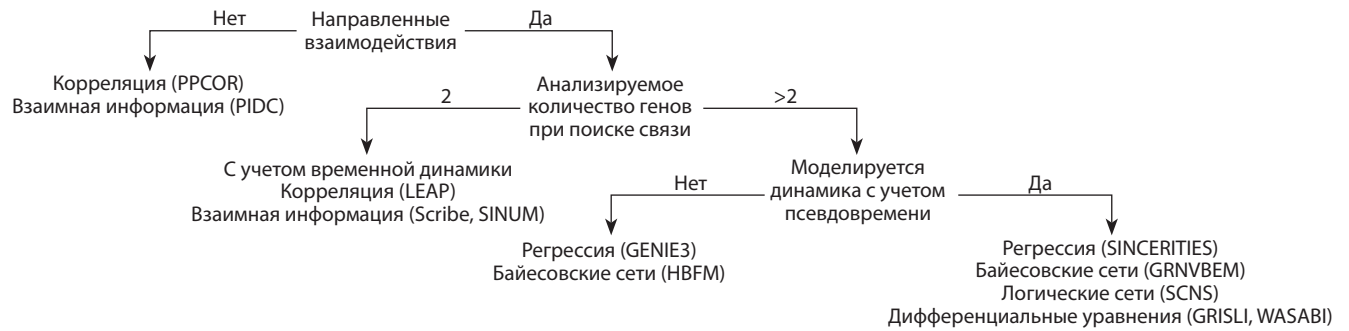 Нет
Направленные
взаимодействия
Да
Корреляция (PPCOR)
Взаимная информация (PIDC)
Анализируемое
количество генов
при поиске связи
2
>2
С учетом временной динамики
Корреляция (LEAP)
Взаимная информация (Scribe, SINUM)
Моделируется
динамика с учетом
псевдовремени
Нет
Да
Регрессия (GENIE3)
Байесовские сети (HBFM)
Регрессия (SINCERITIES)
Байесовские сети (GRNVBEM)
Логические сети (SCNS)
Дифференциальные уравнения (GRISLI, WASABI)